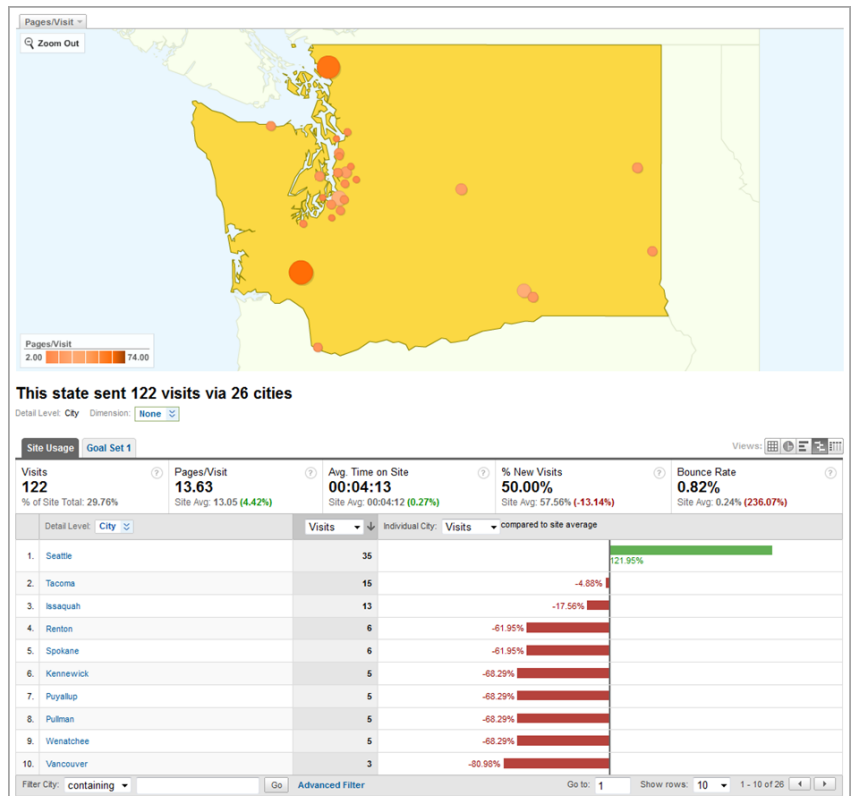 Pages/Visit
Zoom Out
Pages/Visit
2.00 74.00
This state sent 122 visits via 26 cities
Detail Level: City Dimension: None
Site Usage Goal Set 1 Views:
Visits Pages/Visit Avg. Time on Site % New Visits Bounce Rate
122 13.63 00:04:13 50.00% 0.82%
% of Site Total: 29.76% Site Avg: 13.05 (4.42%) Site Avg: 00:04:12 (0.27%) Site Avg: 57.56% (-13.14%) Site Avg: 0.24% (236.07%)
Detail Level: City Visits Individual City: Visits compared to site average
1. Seattle 35 121.95%
2. Tacoma 15 -4.88%
3. Issaquah 13 -17.56%
4. Renton 6 -61.95%
5. Spokane 6 -61.95%
6. Kennewick 5 -68.29%
7. Puyallup 5 -68.29%
8. Pullman 5 -68.29%
9. Wenatchee 5 -68.29%
10. Vancouver 3 -80.98%
Filter City: containing Go Advanced Filter Go to: 1 Show rows: 10 1 - 10 of 26